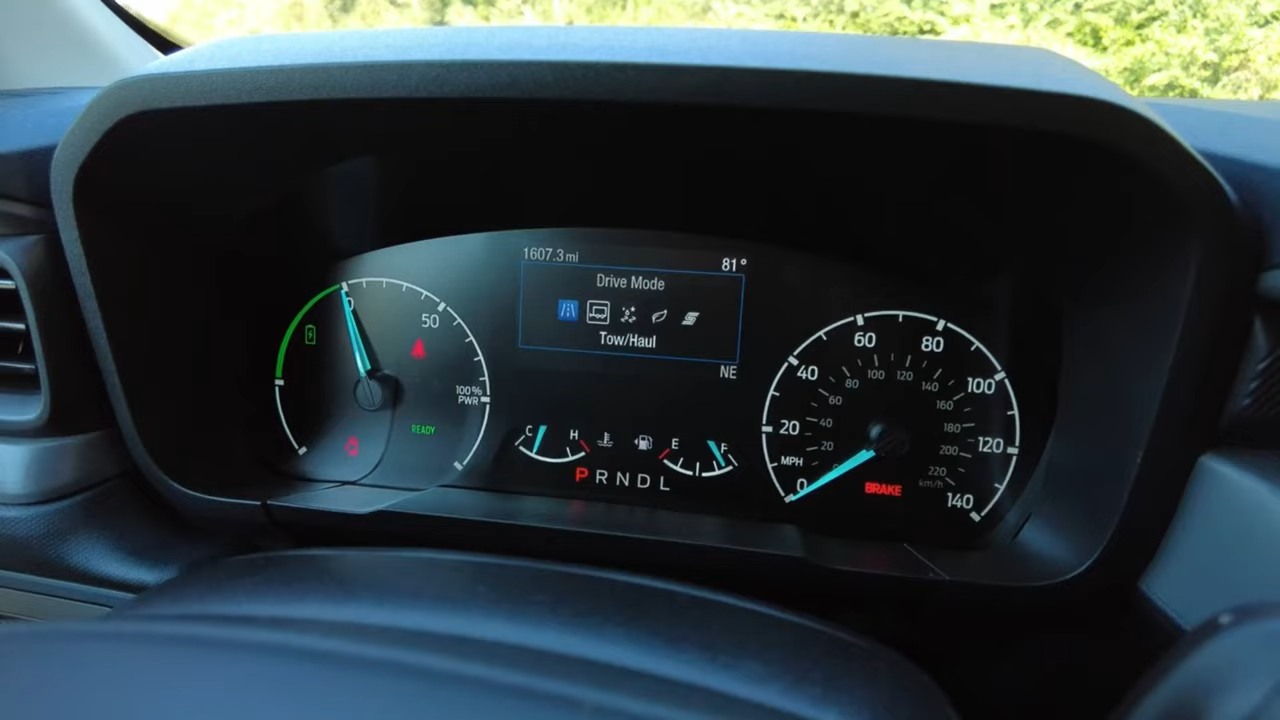 1607.3 mi
81°
Drive Mode
Tow/Haul
NE
0
50
100%
PWR
READY
C
H
E
F
P R N D L
0
20
40
60
80
100
120
140
MPH
20
40
60
80
100
120
140
160
180
200
220
km/h
BRAKE